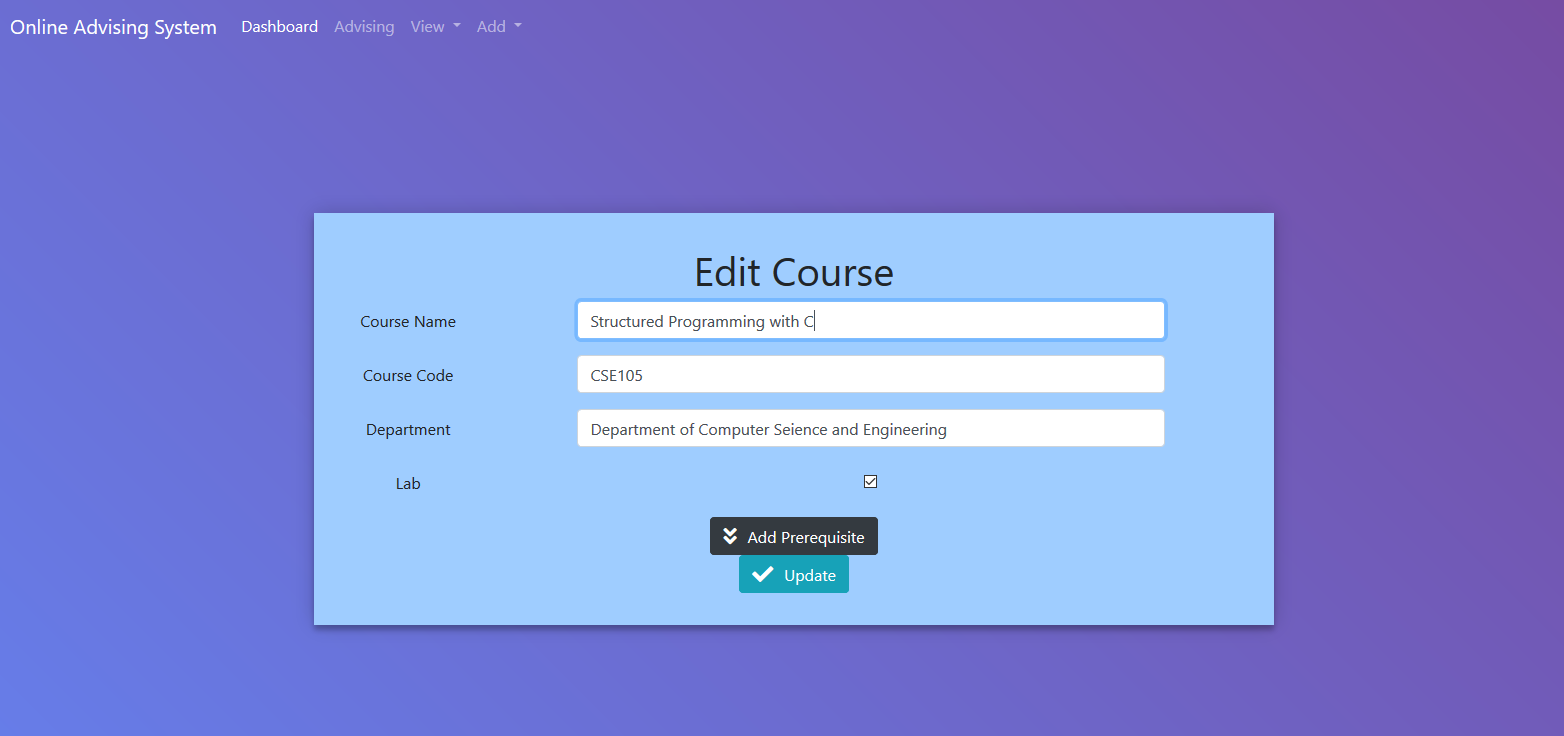 Online Advising System Dashboard Advising View Add
Edit Course
Course Name Structured Programming with C
Course Code CSE105
Department Department of Computer Seience and Engineering
Lab
Add Prerequisite
Update